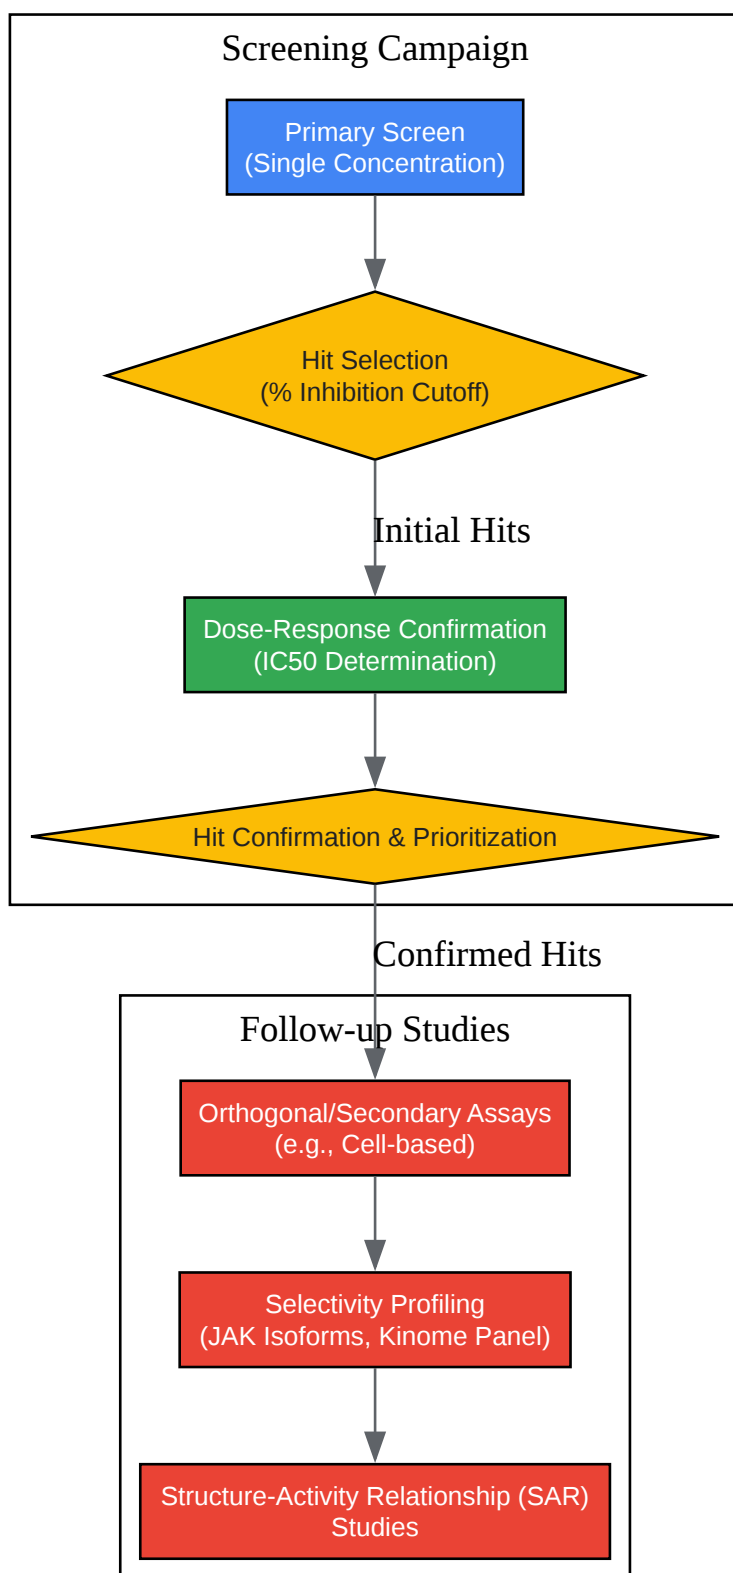 Screening Campaign
Primary Screen
(Single Concentration)
Hit Selection
(% Inhibition Cutoff)
Initial Hits
Dose-Response Confirmation
(IC50 Determination)
Hit Confirmation & Prioritization
Confirmed Hits
Follow-up Studies
Orthogonal/Secondary Assays
(e.g., Cell-based)
Selectivity Profiling
(JAK Isoforms, Kinome Panel)
Structure-Activity Relationship (SAR)
Studies